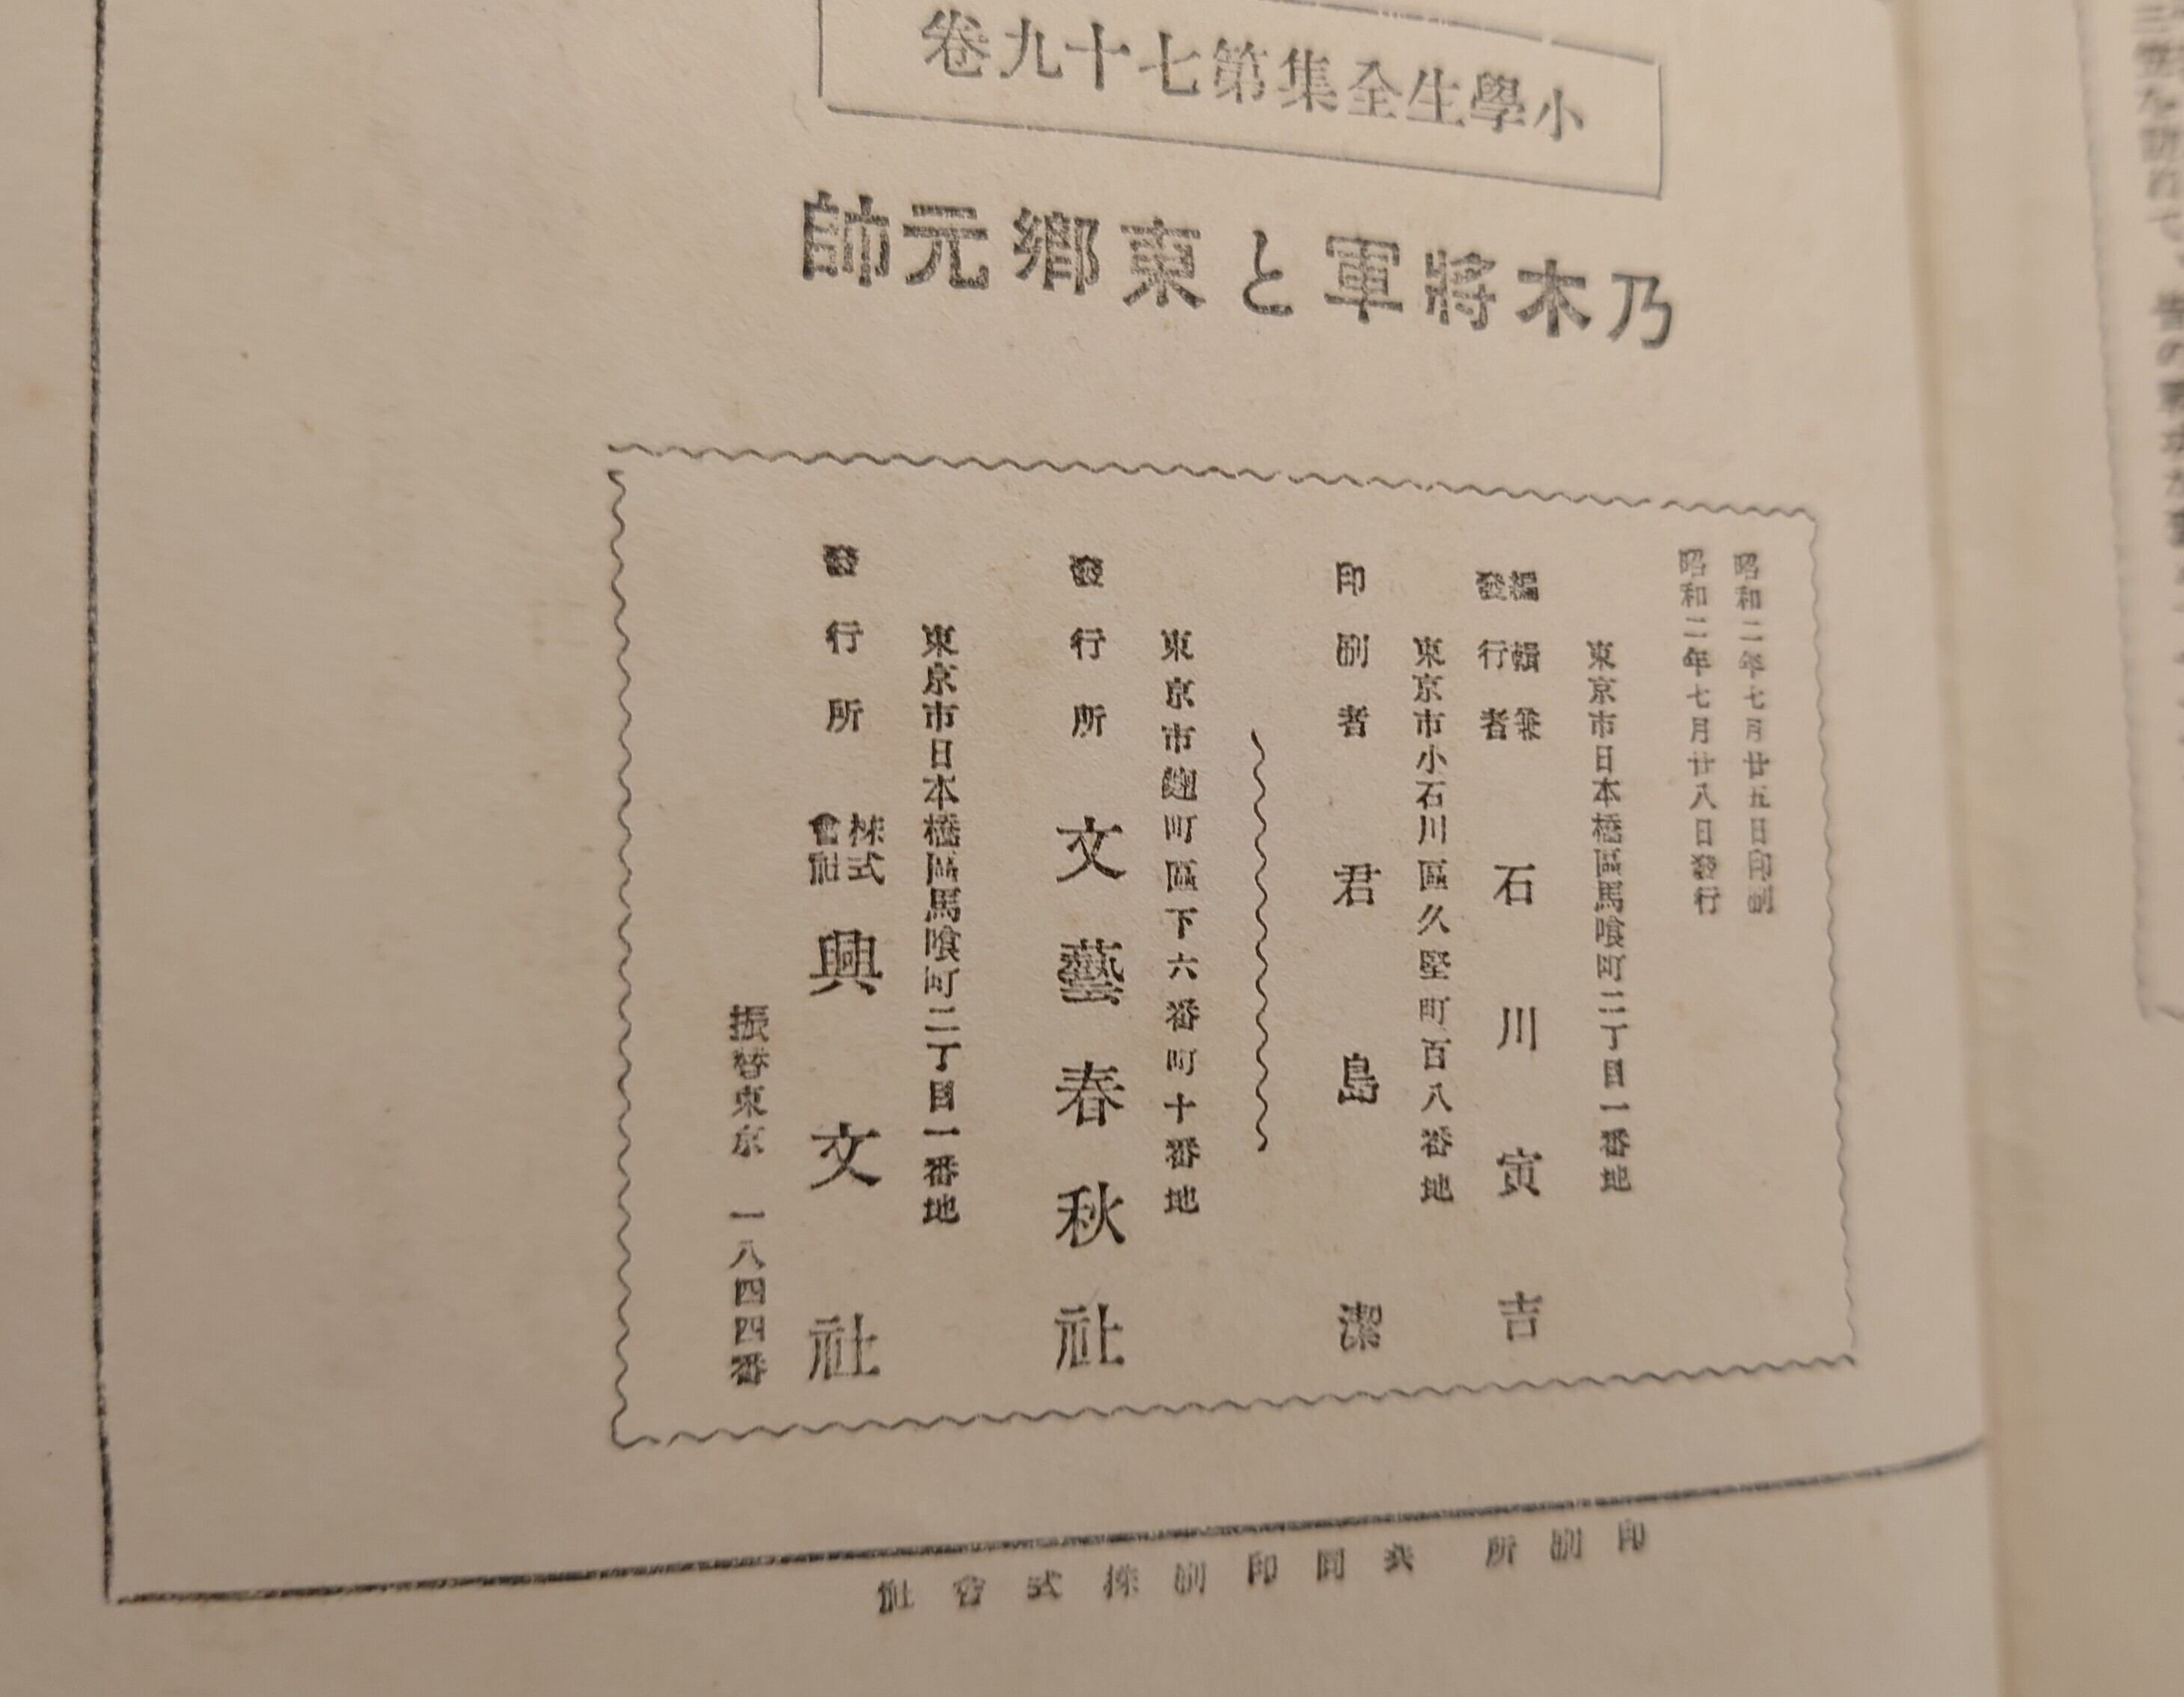 小學生全集第七十九卷
乃木將軍と東鄉元帥
昭和二年七月廿五日印刷
昭和二年七月廿八日發行
東京市日本橋區馬喰町二丁目一番地
編輯兼
發行者
石川寅吉
東京市小石川區久堅町百八番地
印刷者 君島潔
東京市麴町區下六番町十番地
發行所 文藝春秋社
東京市日本橋區馬喰町二丁目一番地
發行所 株式會社 興文社
振替東京 一八四四番
印刷所 共同印刷株式會社